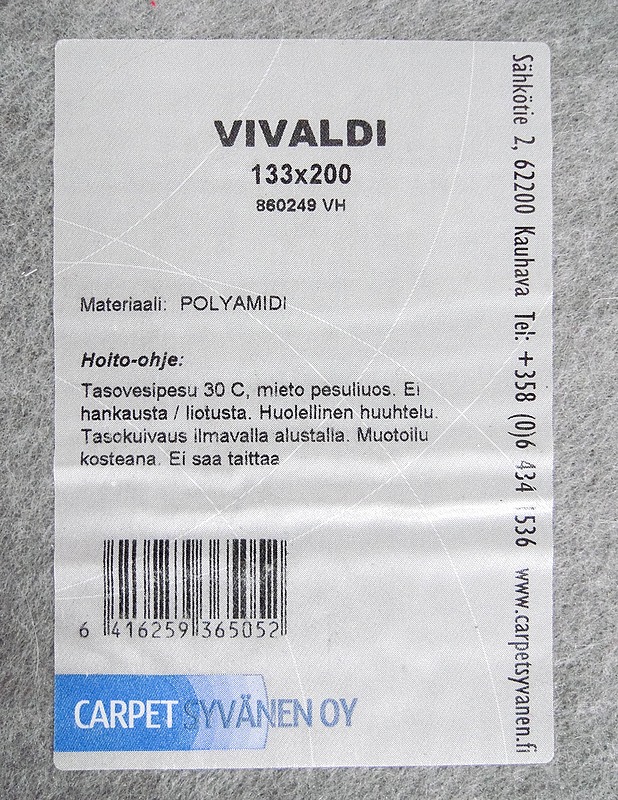 VIVALDI
133x200
860249 VH
Materiaali: POLYAMIDI
Hoito-ohje:
Tasovesipesu 30 C, mieto pesuliuos. Ei
hankausta / liotusta. Huolellinen huuhtelu.
Tasokuivaus ilmavalla alustalla. Muotoilu
kosteana. Ei saa taittaa
6 416259 365052
CARPET SYVÄNEN OY
Sähkötie 2, 62200 Kauhava Tel: +358 (0)6 434 1536 www.carpetsyvanen.fi